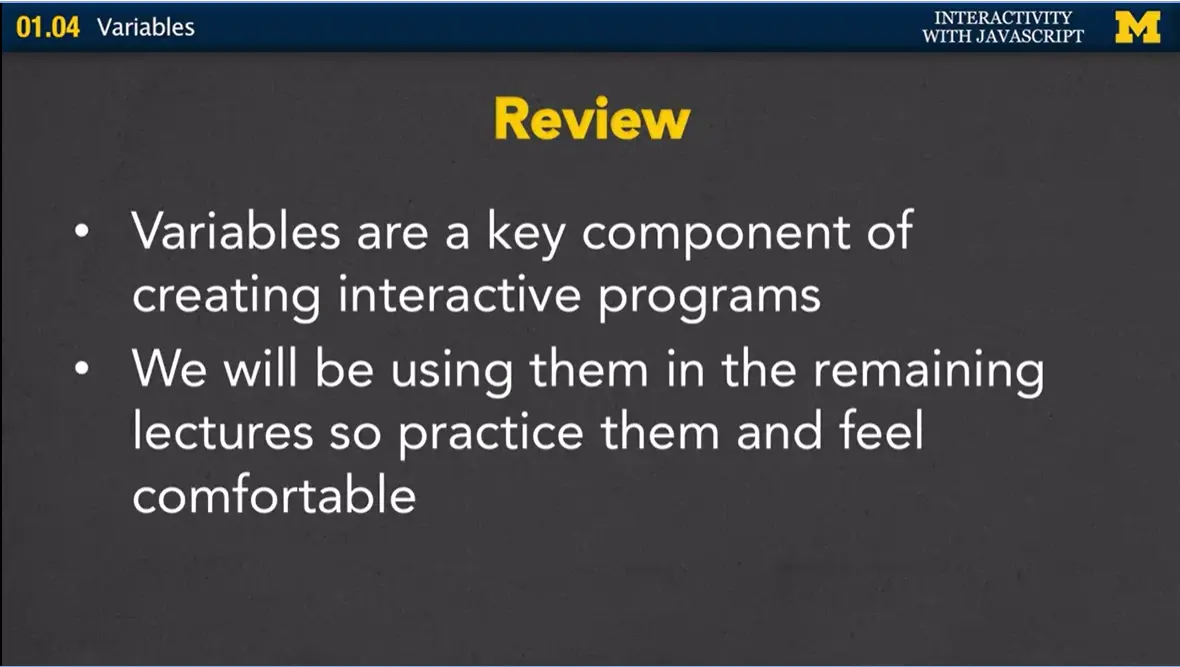 01.04 Variables
INTERACTIVITY
WITH JAVASCRIPT
M
Review
• Variables are a key component of
creating interactive programs
• We will be using them in the remaining
lectures so practice them and feel
comfortable